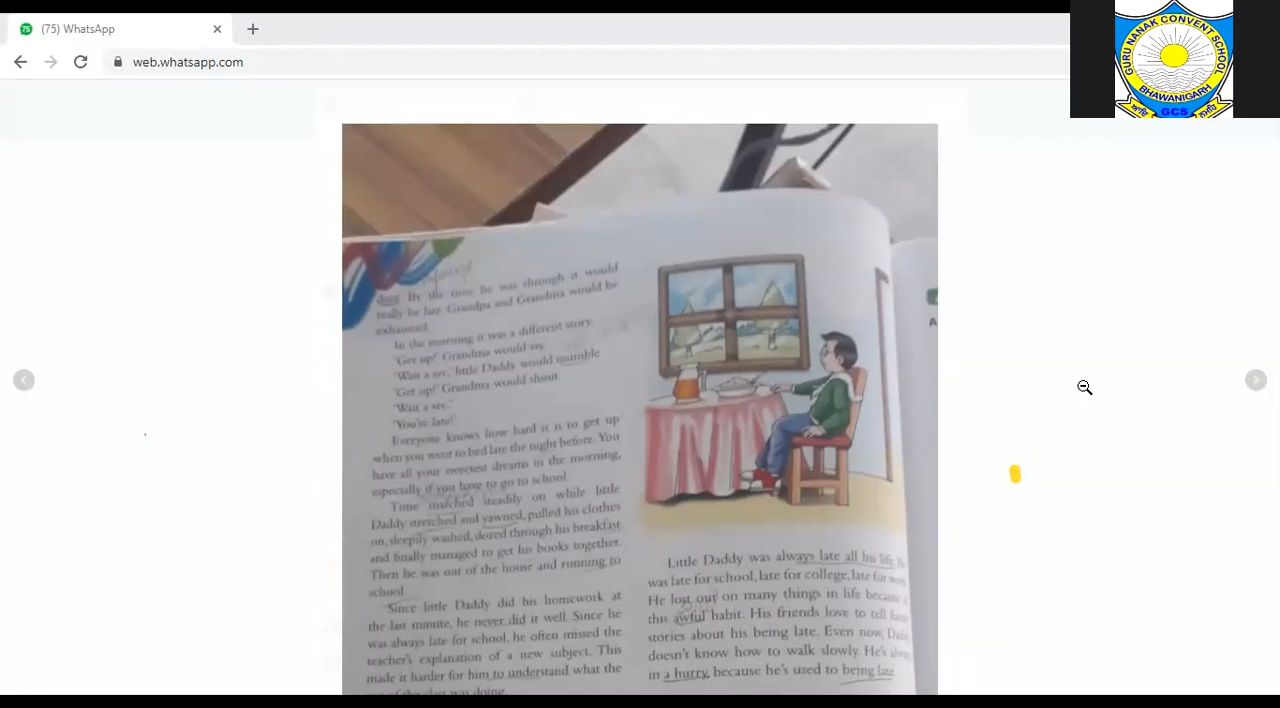 (75) WhatsApp
web.whatsapp.com
GURU NANAK CONVENT SCHOOL
BHAWANIGARH
GCS
door. By the time he was through it would
really be late. Grandpa and Grandma would be
exhausted.
In the morning it was a different story.
'Get up!' Grandma would say.
'Wait a sec,' little Daddy would mumble
'Get up!' Grandma would shout.
'Wait a sec.'
'You're late!'
Everyone knows how hard it is to get up
when you went to bed late the night before. You
have all your sweetest dreams in the morning,
especially if you have to go to school.
Time marched steadily on while little
Daddy stretched and yawned, pulled his clothes
on, sleepily washed, dozed through his breakfast
and finally managed to get his books together.
Then he was out of the house and running to
school.
Since little Daddy did his homework at
the last minute, he never did it well. Since he
was always late for school, he often missed the
teacher's explanation of a new subject. This
made it harder for him to understand what the
of the class was doing.
Little Daddy was always late all his life.
was late for school, late for college, late for
He lost out on many things in life because
this awful habit. His friends love to tell
stories about his being late. Even now,
doesn't know how to walk slowly. He's
in a hurry, because he's used to being late.
A